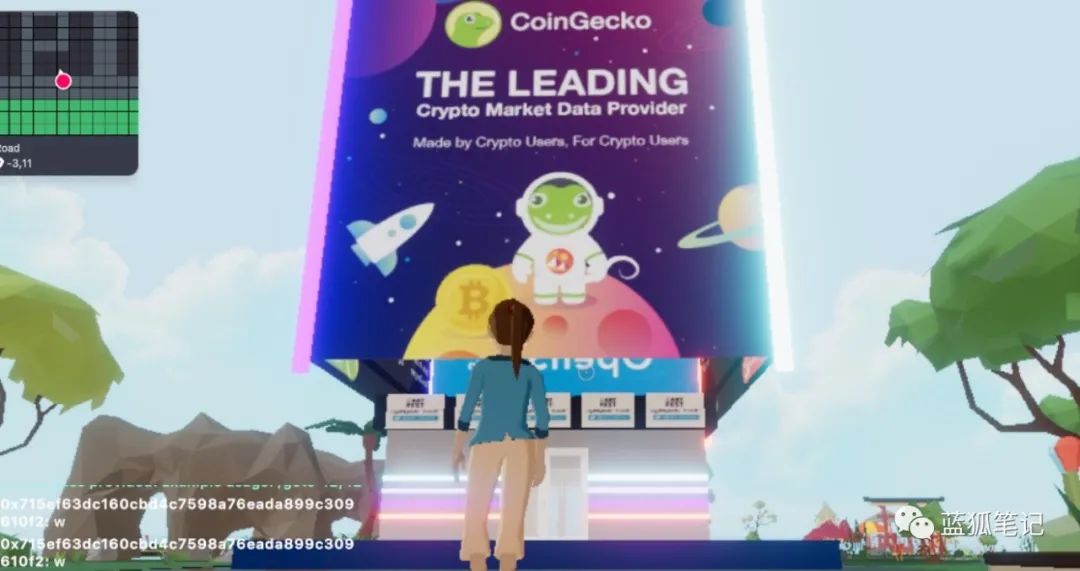 CoinGecko
THE LEADING
Crypto Market Data Provider
Made by Crypto Users, For Crypto Users
-3,11
0x715ef63dc160cbd4c7598a76eada899c309
610f2: w
0x715ef63dc160cbd4c7598a76eada899c309
610f2: w
蓝狐笔记